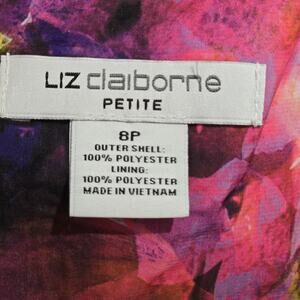 LIZ claiborne
PETITE
8P
OUTER SHELL:
100% POLYESTER
LINING:
100% POLYESTER
MADE IN VIETNAM